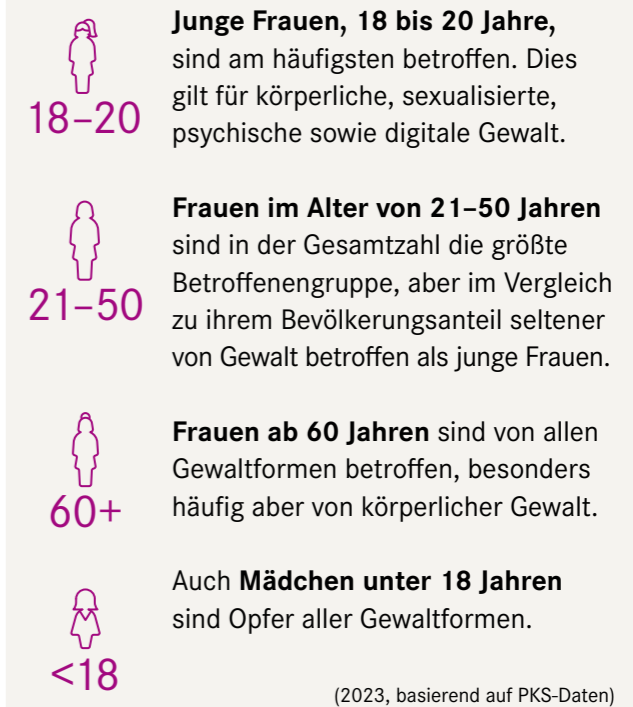 Junge Frauen, 18 bis 20 Jahre,
sind am häufigsten betroffen. Dies
gilt für körperliche, sexualisierte,
psychische sowie digitale Gewalt.
18–20
Frauen im Alter von 21–50 Jahren
sind in der Gesamtzahl die größte
Betroffenengruppe, aber im Vergleich
zu ihrem Bevölkerungsanteil seltener
von Gewalt betroffen als junge Frauen.
21–50
Frauen ab 60 Jahren sind von allen
Gewaltformen betroffen, besonders
häufig aber von körperlicher Gewalt.
60+
Auch Mädchen unter 18 Jahren
sind Opfer aller Gewaltformen.
<18
(2023, basierend auf PKS-Daten)